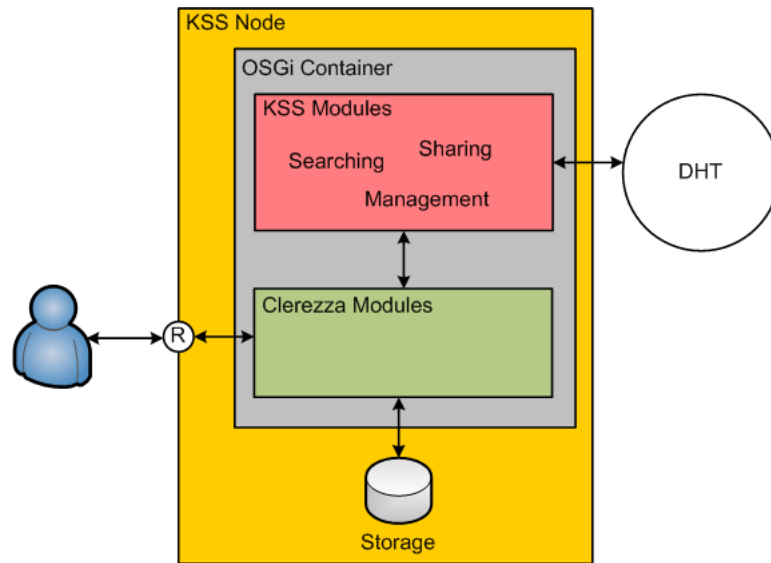 KSS Node
OSGi Container
KSS Modules
Searching
Sharing
Management
DHT
Clerezza Modules
R
Storage